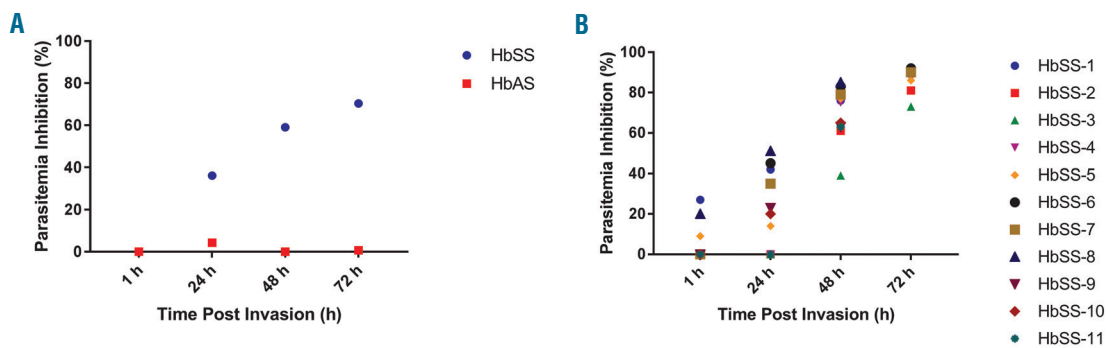 A
Parasitemia Inhibition (%)
100
80
60
40
20
0
1 h
24 h
48 h
72 h
Time Post Invasion (h)
HbSS
HbAS
B
Parasitemia Inhibition (%)
100
80
60
40
20
0
1 h
24 h
48 h
72 h
Time Post Invasion (h)
HbSS-1
HbSS-2
HbSS-3
HbSS-4
HbSS-5
HbSS-6
HbSS-7
HbSS-8
HbSS-9
HbSS-10
HbSS-11